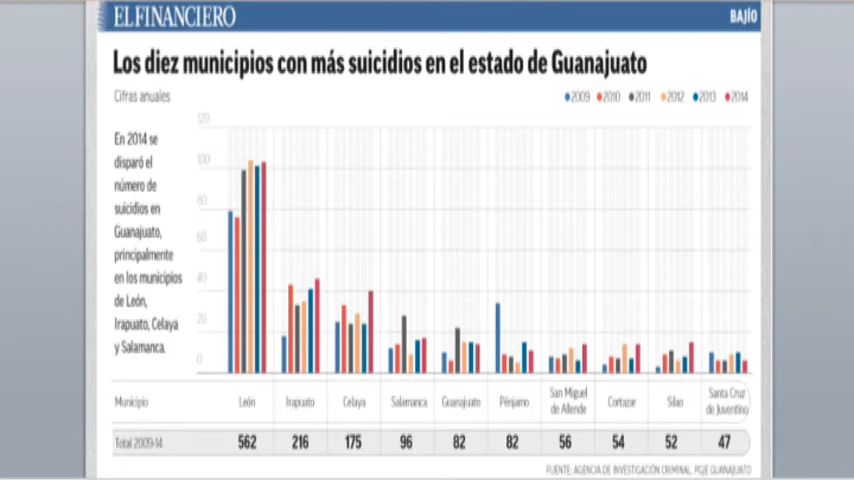 EL FINANCIERO
BAJÍO
Los diez municipios con más suicidios en el estado de Guanajuato
Cifras anuales
2009 2010 2011 2012 2013 2014
En 2014 se
disparó el
número de
suicidios en
Guanajuato,
principalmente
en los municipios
de León,
Irapuato, Celaya
y Salamanca.
120
100
80
60
40
20
0
Municipio León Irapuato Celaya Salamanca Guanajuato Pénjamo San Miguel de Allende Cortazar Silao Santa Cruz de Juventino
Total 2009-14 562 216 175 96 82 82 56 54 52 47
FUENTE: AGENCIA DE INVESTIGACIÓN CRIMINAL, PGJE GUANAJUATO